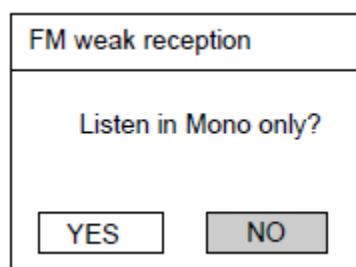 FM weak reception
Listen in Mono only?
YES NO